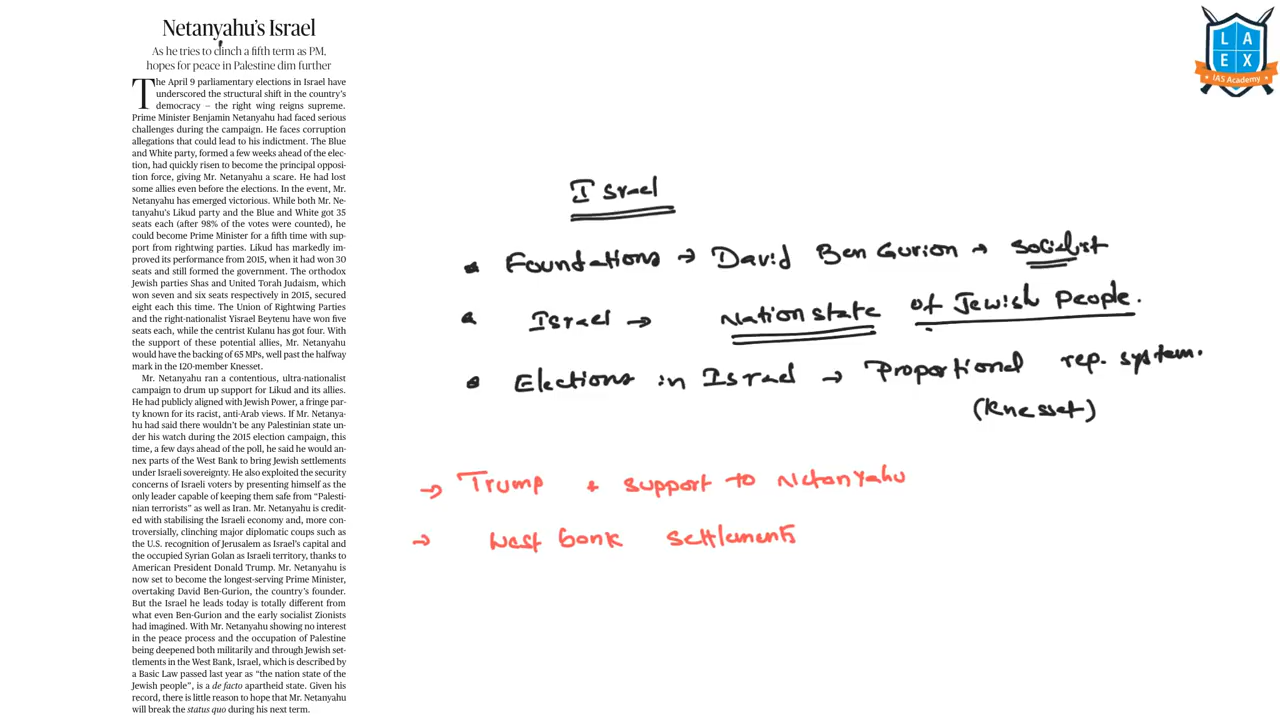 Netanyahu's Israel
As he tries to clinch a fifth term as PM,
hopes for peace in Palestine dim further
The April 9 parliamentary elections in Israel have
underscored the structural shift in the country's
democracy – the right wing reigns supreme.
Prime Minister Benjamin Netanyahu had faced serious
challenges during the campaign. He faces corruption
allegations that could lead to his indictment. The Blue
and White party, formed a few weeks ahead of the elec-
tion, had quickly risen to become the principal opposi-
tion force, giving Mr. Netanyahu a scare. He had lost
some allies even before the elections. In the event, Mr.
Netanyahu has emerged victorious. While both Mr. Ne-
tanyahu's Likud party and the Blue and White got 35
seats each (after 98% of the votes were counted), he
could become Prime Minister for a fifth time with sup-
port from rightwing parties. Likud has markedly im-
proved its performance from 2015, when it had won 30
seats and still formed the government. The orthodox
Jewish parties Shas and United Torah Judaism, which
won seven and six seats respectively in 2015, secured
eight each this time. The Union of Rightwing Parties
and the right-nationalist Yisrael Beytenu have won five
seats each, while the centrist Kulanu has got four. With
the support of these potential allies, Mr. Netanyahu
would have the backing of 65 MPs, well past the halfway
mark in the 120-member Knesset.
Mr. Netanyahu ran a contentious, ultra-nationalist
campaign to drum up support for Likud and its allies.
He had publicly aligned with Jewish Power, a fringe par-
ty known for its racist, anti-Arab views. If Mr. Netanya-
hu had said there wouldn't be any Palestinian state un-
der his watch during the 2015 election campaign, this
time, a few days ahead of the poll, he said he would an-
nex parts of the West Bank to bring Jewish settlements
under Israeli sovereignty. He also exploited the security
concerns of Israeli voters by presenting himself as the
only leader capable of keeping them safe from "Palesti-
nian terrorists" as well as Iran. Mr. Netanyahu is credit-
ed with stabilising the Israeli economy and, more con-
troversially, clinching major diplomatic coups such as
the U.S. recognition of Jerusalem as Israel's capital and
the occupied Syrian Golan as Israeli territory, thanks to
American President Donald Trump. Mr. Netanyahu is
now set to become the longest-serving Prime Minister,
overtaking David Ben-Gurion, the country's founder.
But the Israel he leads today is totally different from
what even Ben-Gurion and the early socialist Zionists
had imagined. With Mr. Netanyahu showing no interest
in the peace process and the occupation of Palestine
being deepened both militarily and through Jewish set-
tlements in the West Bank, Israel, which is described by
a Basic Law passed last year as "the nation state of the
Jewish people", is a de facto apartheid state. Given his
record, there is little reason to hope that Mr. Netanyahu
will break the status quo during his next term.
Israel
• Foundations → David Ben Gurion → socialist
• Israel → Nation state of Jewish People.
• Elections in Israel → Proportional rep. system.
(Knesset)
→ Trump + support to Netanyahu
→ West bank settlements
L A
E X
IAS Academy